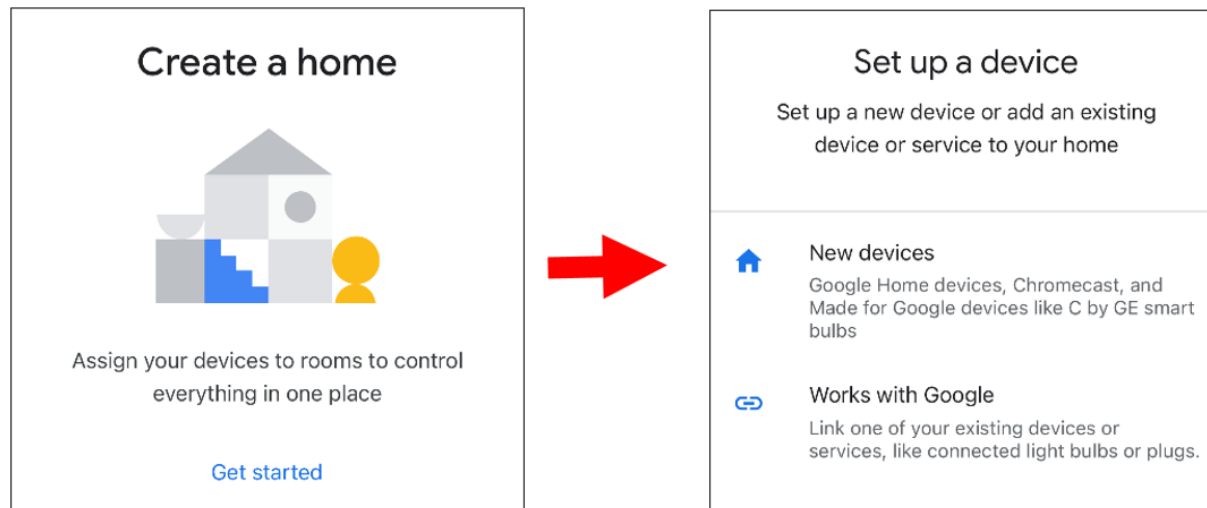 Create a home
Assign your devices to rooms to control
everything in one place
Get started
Set up a device
Set up a new device or add an existing
device or service to your home
New devices
Google Home devices, Chromecast, and
Made for Google devices like C by GE smart
bulbs
Works with Google
Link one of your existing devices or
services, like connected light bulbs or plugs.